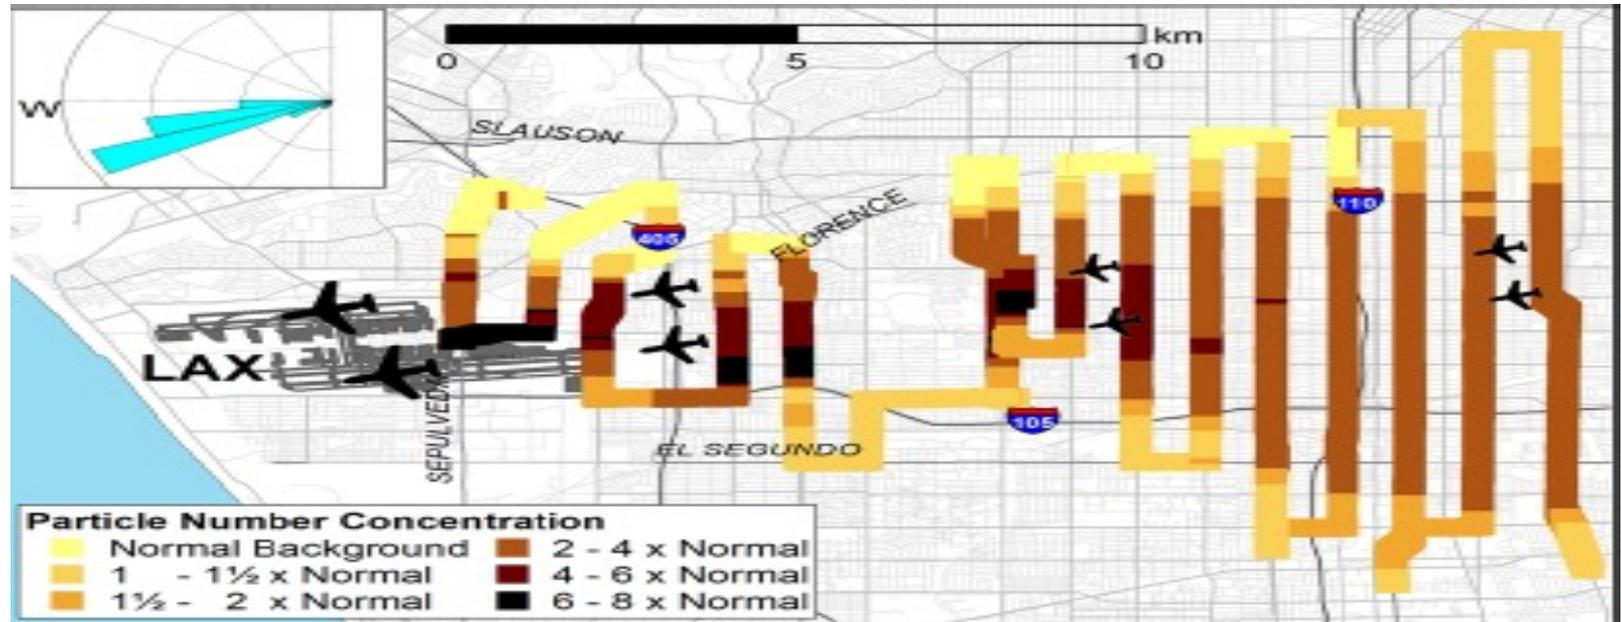 W
0 5 10 km
SLAUSON
FLORENCE
405
110
LAX
SEPULVEDA
105
EL SEGUNDO
Particle Number Concentration
Normal Background
1 - 1½ x Normal
1½ - 2 x Normal
2 - 4 x Normal
4 - 6 x Normal
6 - 8 x Normal